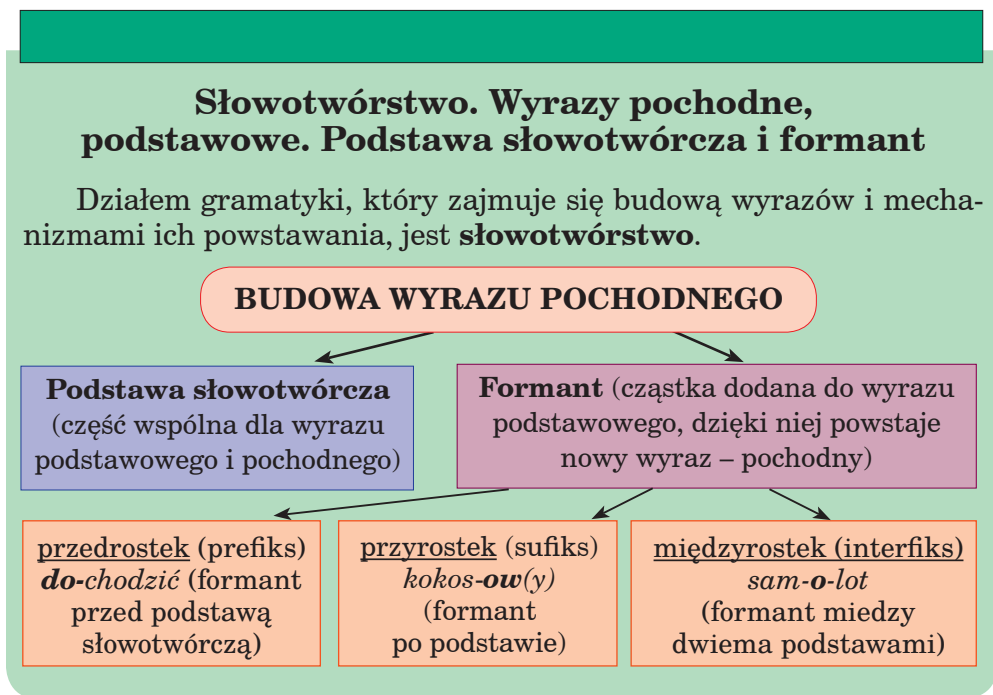 Słowotwórstwo. Wyrazy pochodne,
podstawowe. Podstawa słowotwórcza i formant
Działem gramatyki, który zajmuje się budową wyrazów i mecha-
nizmami ich powstawania, jest słowotwórstwo.
BUDOWA WYRAZU POCHODNEGO
Podstawa słowotwórcza
(część wspólna dla wyrazu
podstawowego i pochodnego)
Formant (cząstka dodana do wyrazu
podstawowego, dzięki niej powstaje
nowy wyraz – pochodny)
przedrostek (prefiks)
do-chodzić (formant
przed podstawą
słowotwórczą)
przyrostek (sufiks)
kokos-ow(y)
(formant
po podstawie)
międzyrostek (interfiks)
sam-o-lot
(formant miedzy
dwiema podstawami)